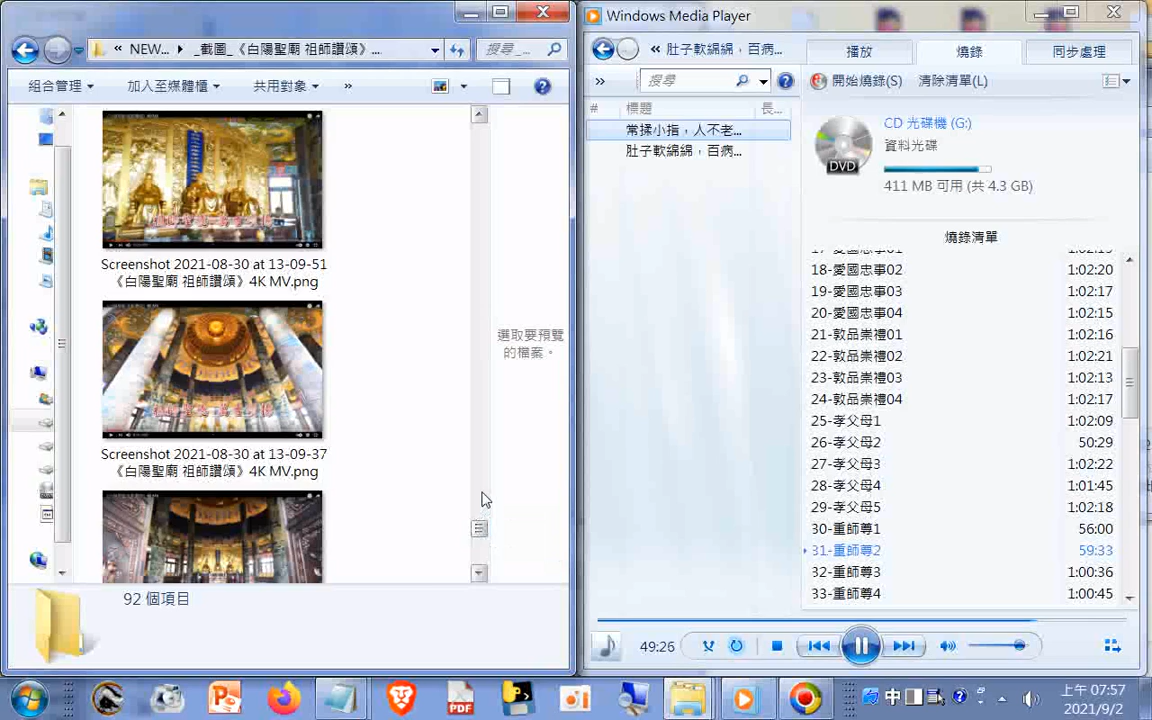 « NEW... ▸ _截圖_《白陽聖廟 祖師讚頌》...
搜尋_...
組合管理
加入至媒體櫃
共用對象
»
Screenshot 2021-08-30 at 13-09-51
《白陽聖廟 祖師讚頌》4K MV.png
Screenshot 2021-08-30 at 13-09-37
《白陽聖廟 祖師讚頌》4K MV.png
選取要預覽
的檔案。
92 個項目
Windows Media Player
« 肚子軟綿綿，百病...
播放
燒錄
同步處理
»
搜尋
開始燒錄(S)
清除清單(L)
# 標題 長...
常揉小指，人不老...
肚子軟綿綿，百病...
CD 光碟機 (G:)
資料光碟
DVD
411 MB 可用 (共 4.3 GB)
燒錄清單
18-愛國忠事02 1:02:20
19-愛國忠事03 1:02:17
20-愛國忠事04 1:02:15
21-敦品崇禮01 1:02:16
22-敦品崇禮02 1:02:21
23-敦品崇禮03 1:02:13
24-敦品崇禮04 1:02:17
25-孝父母1 1:02:09
26-孝父母2 50:29
27-孝父母3 1:02:22
28-孝父母4 1:01:45
29-孝父母5 1:02:18
30-重師尊1 56:00
31-重師尊2 59:33
32-重師尊3 1:00:36
33-重師尊4 1:00:45
49:26
PDF
中
上午 07:57
2021/9/2